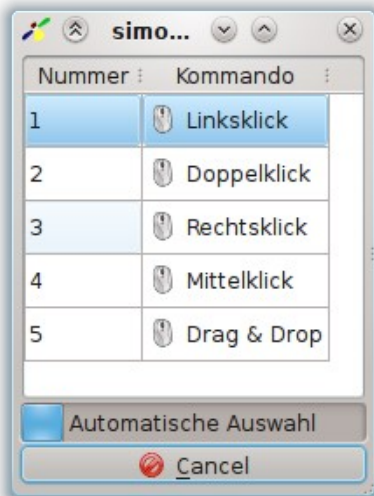 simo...
Nummer Kommando
1 Linksklick
2 Doppelklick
3 Rechtsklick
4 Mittelklick
5 Drag & Drop
Automatische Auswahl
Cancel